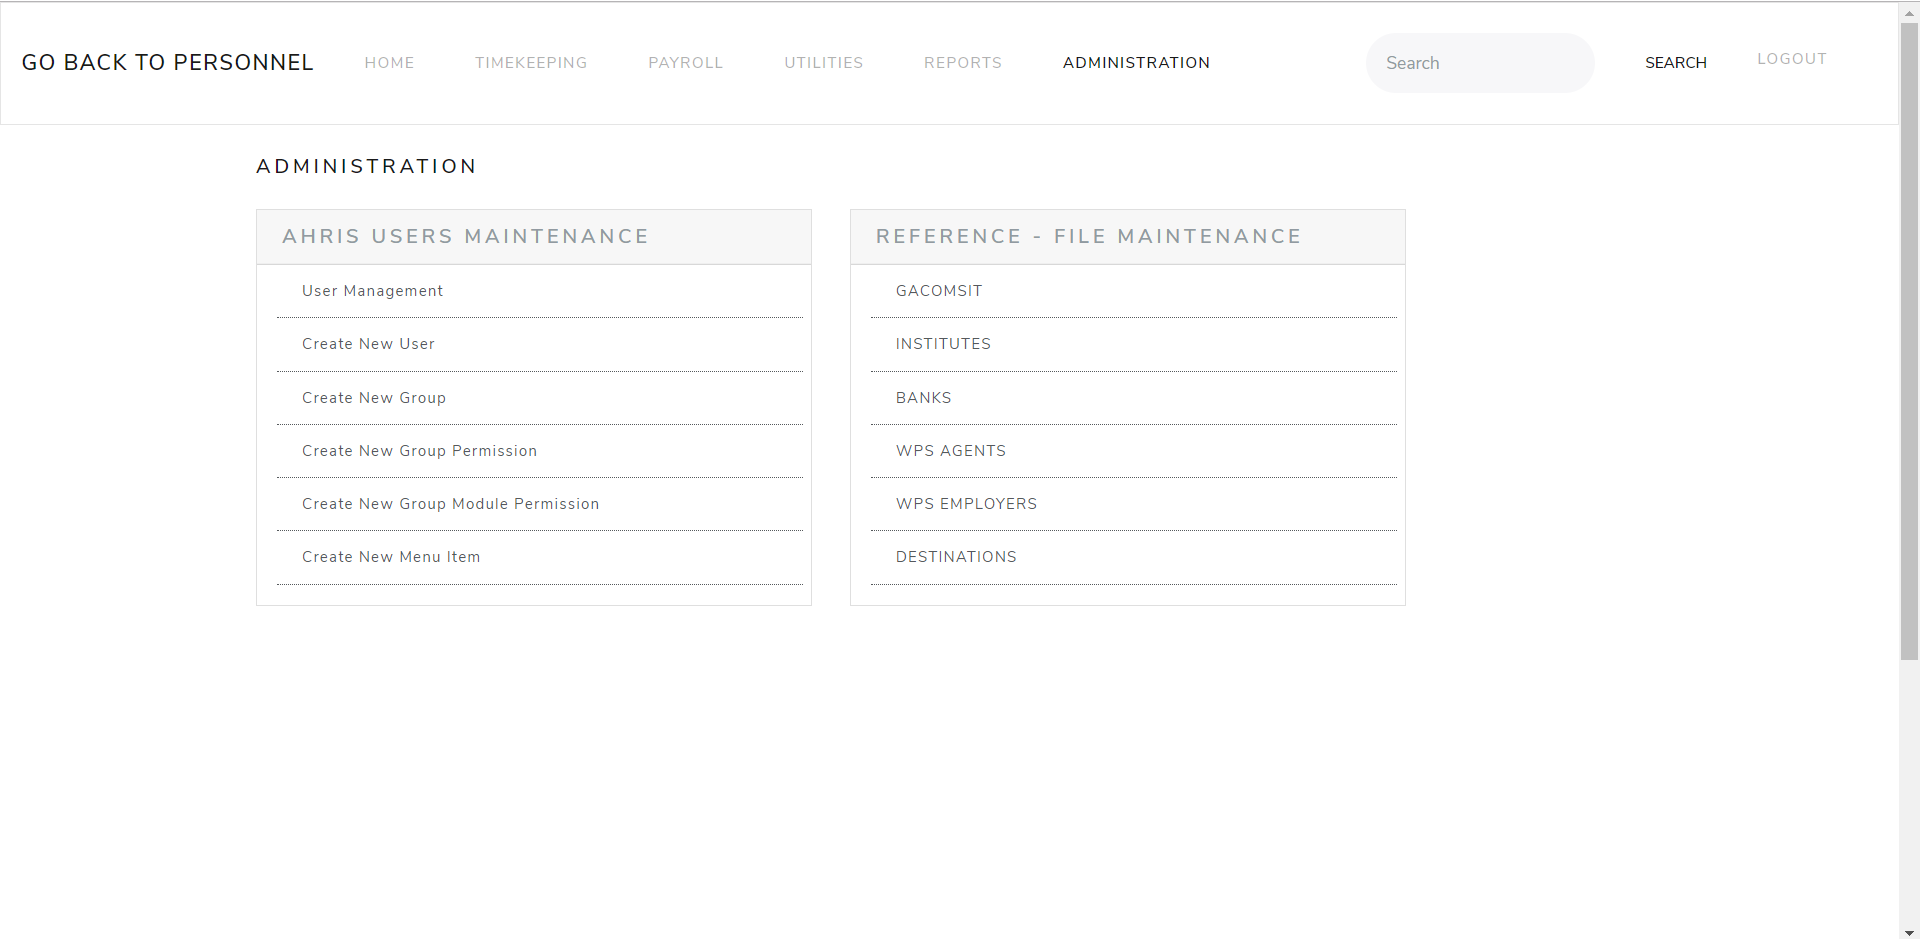 GO BACK TO PERSONNEL HOME TIMEKEEPING PAYROLL UTILITIES REPORTS ADMINISTRATION Search SEARCH LOGOUT
ADMINISTRATION
AHRIS USERS MAINTENANCE
User Management
Create New User
Create New Group
Create New Group Permission
Create New Group Module Permission
Create New Menu Item
REFERENCE - FILE MAINTENANCE
GACOMSIT
INSTITUTES
BANKS
WPS AGENTS
WPS EMPLOYERS
DESTINATIONS